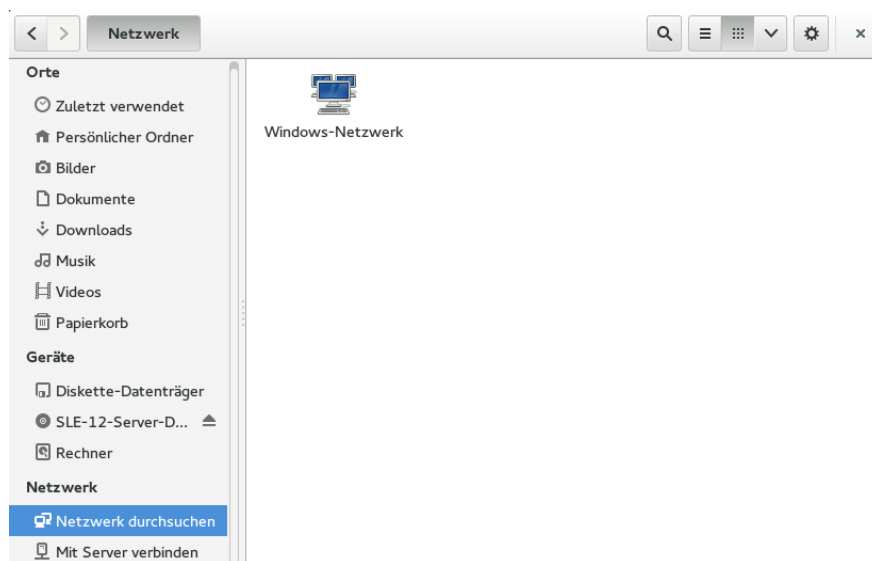 Netzwerk
Orte
Zuletzt verwendet
Persönlicher Ordner
Bilder
Dokumente
Downloads
Musik
Videos
Papierkorb
Geräte
Diskette-Datenträger
SLE-12-Server-D...
Rechner
Netzwerk
Netzwerk durchsuchen
Mit Server verbinden
Windows-Netzwerk